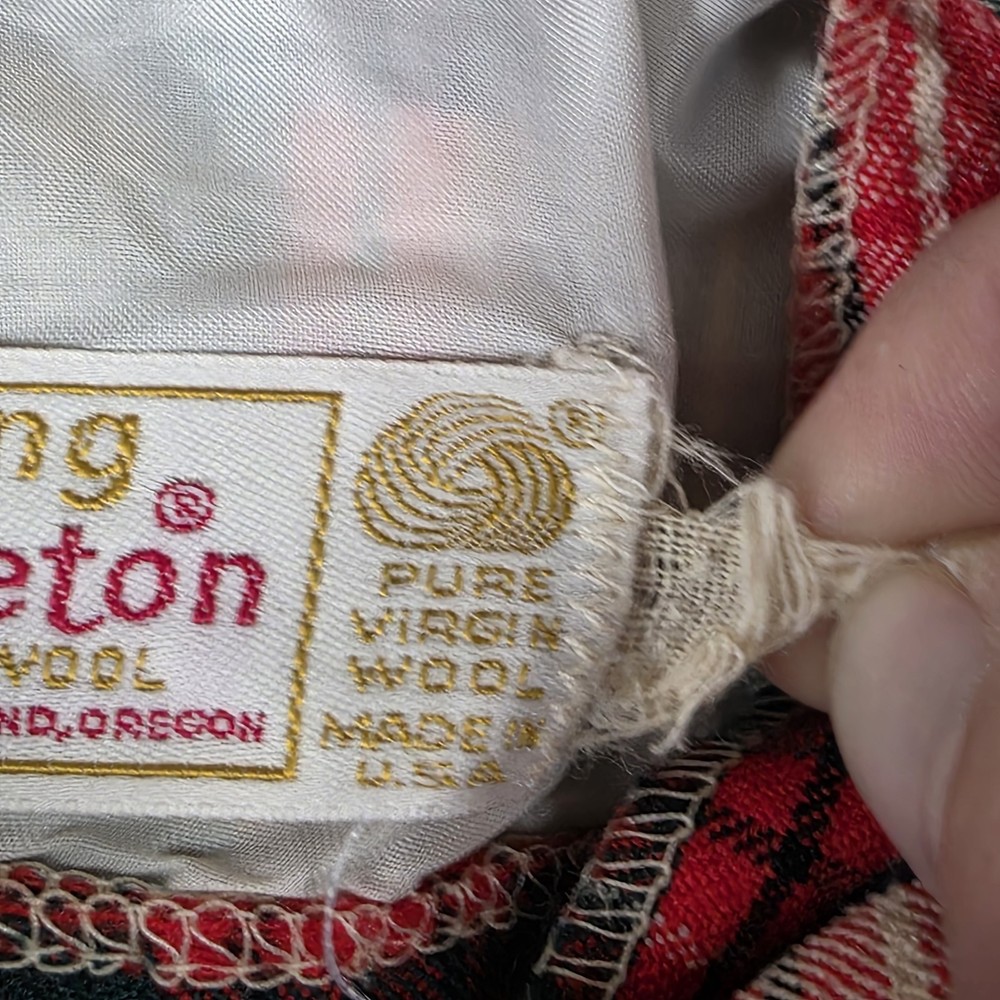 ng
eton®
WOOL
ND, OREGON
®
PURE
VIRGIN
WOOL
MADE IN
U.S.A